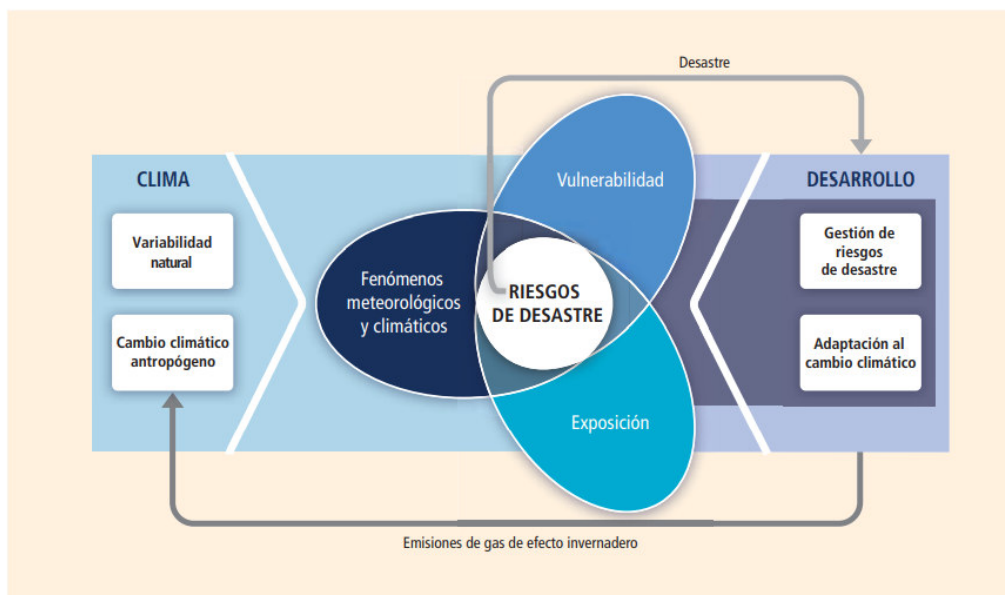 Desastre
CLIMA
Variabilidad
natural
Cambio climático
antropógeno
Fenómenos
meteorológicos
y climáticos
Vulnerabilidad
RIESGOS
DE DESASTRE
Exposición
DESARROLLO
Gestión de
riesgos
de desastre
Adaptación al
cambio climático
Emisiones de gas de efecto invernadero